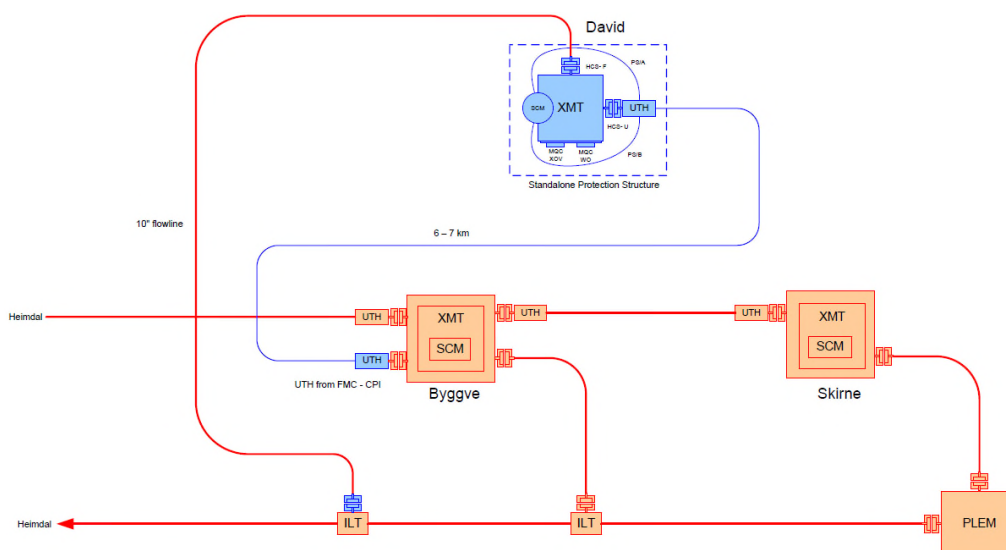 David
HCS- F
PS/A
SCM
XMT
UTH
HCS- U
MQC
XOV
MQC
WO
PS/B
Standalone Protection Structure
10" flowline
6 – 7 km
Heimdal
UTH
XMT
SCM
UTH
UTH
XMT
SCM
UTH
UTH from FMC - CPI
Byggve
Skirne
Heimdal
ILT
ILT
PLEM